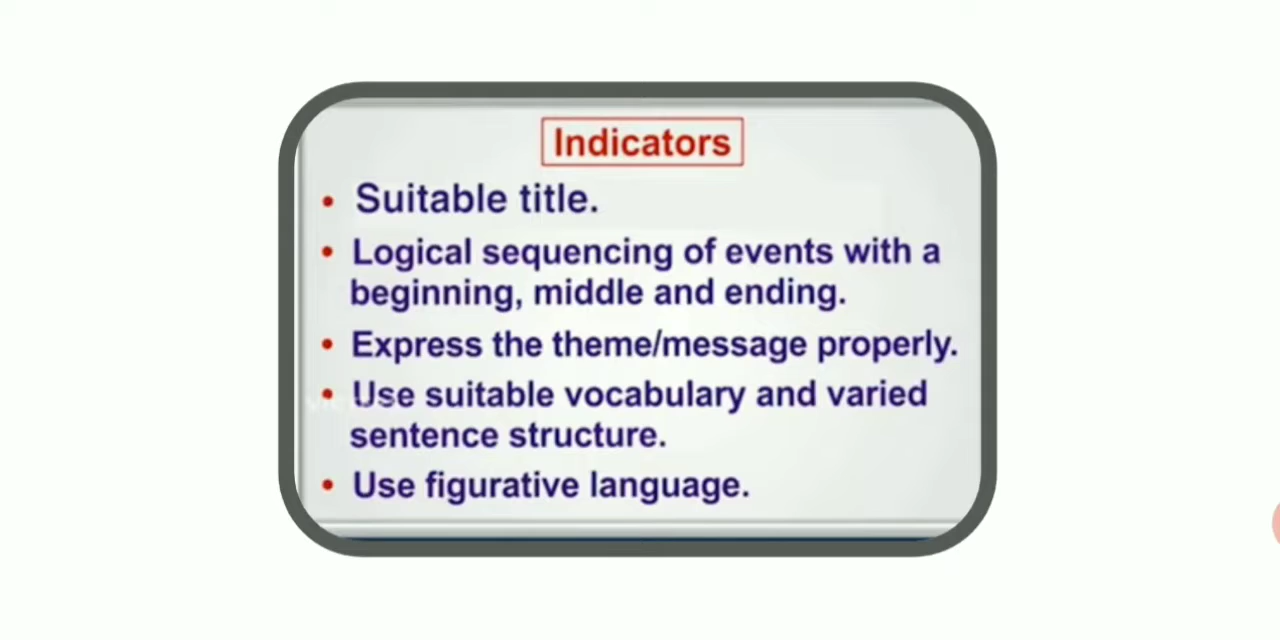 Indicators
• Suitable title.
• Logical sequencing of events with a
beginning, middle and ending.
• Express the theme/message properly.
• Use suitable vocabulary and varied
sentence structure.
• Use figurative language.